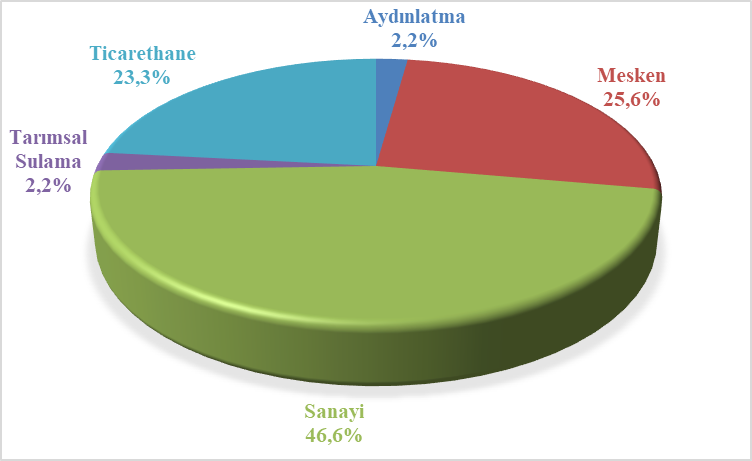 Aydınlatma
2,2%
Mesken
25,6%
Sanayi
46,6%
Tarımsal
Sulama
2,2%
Ticarethane
23,3%